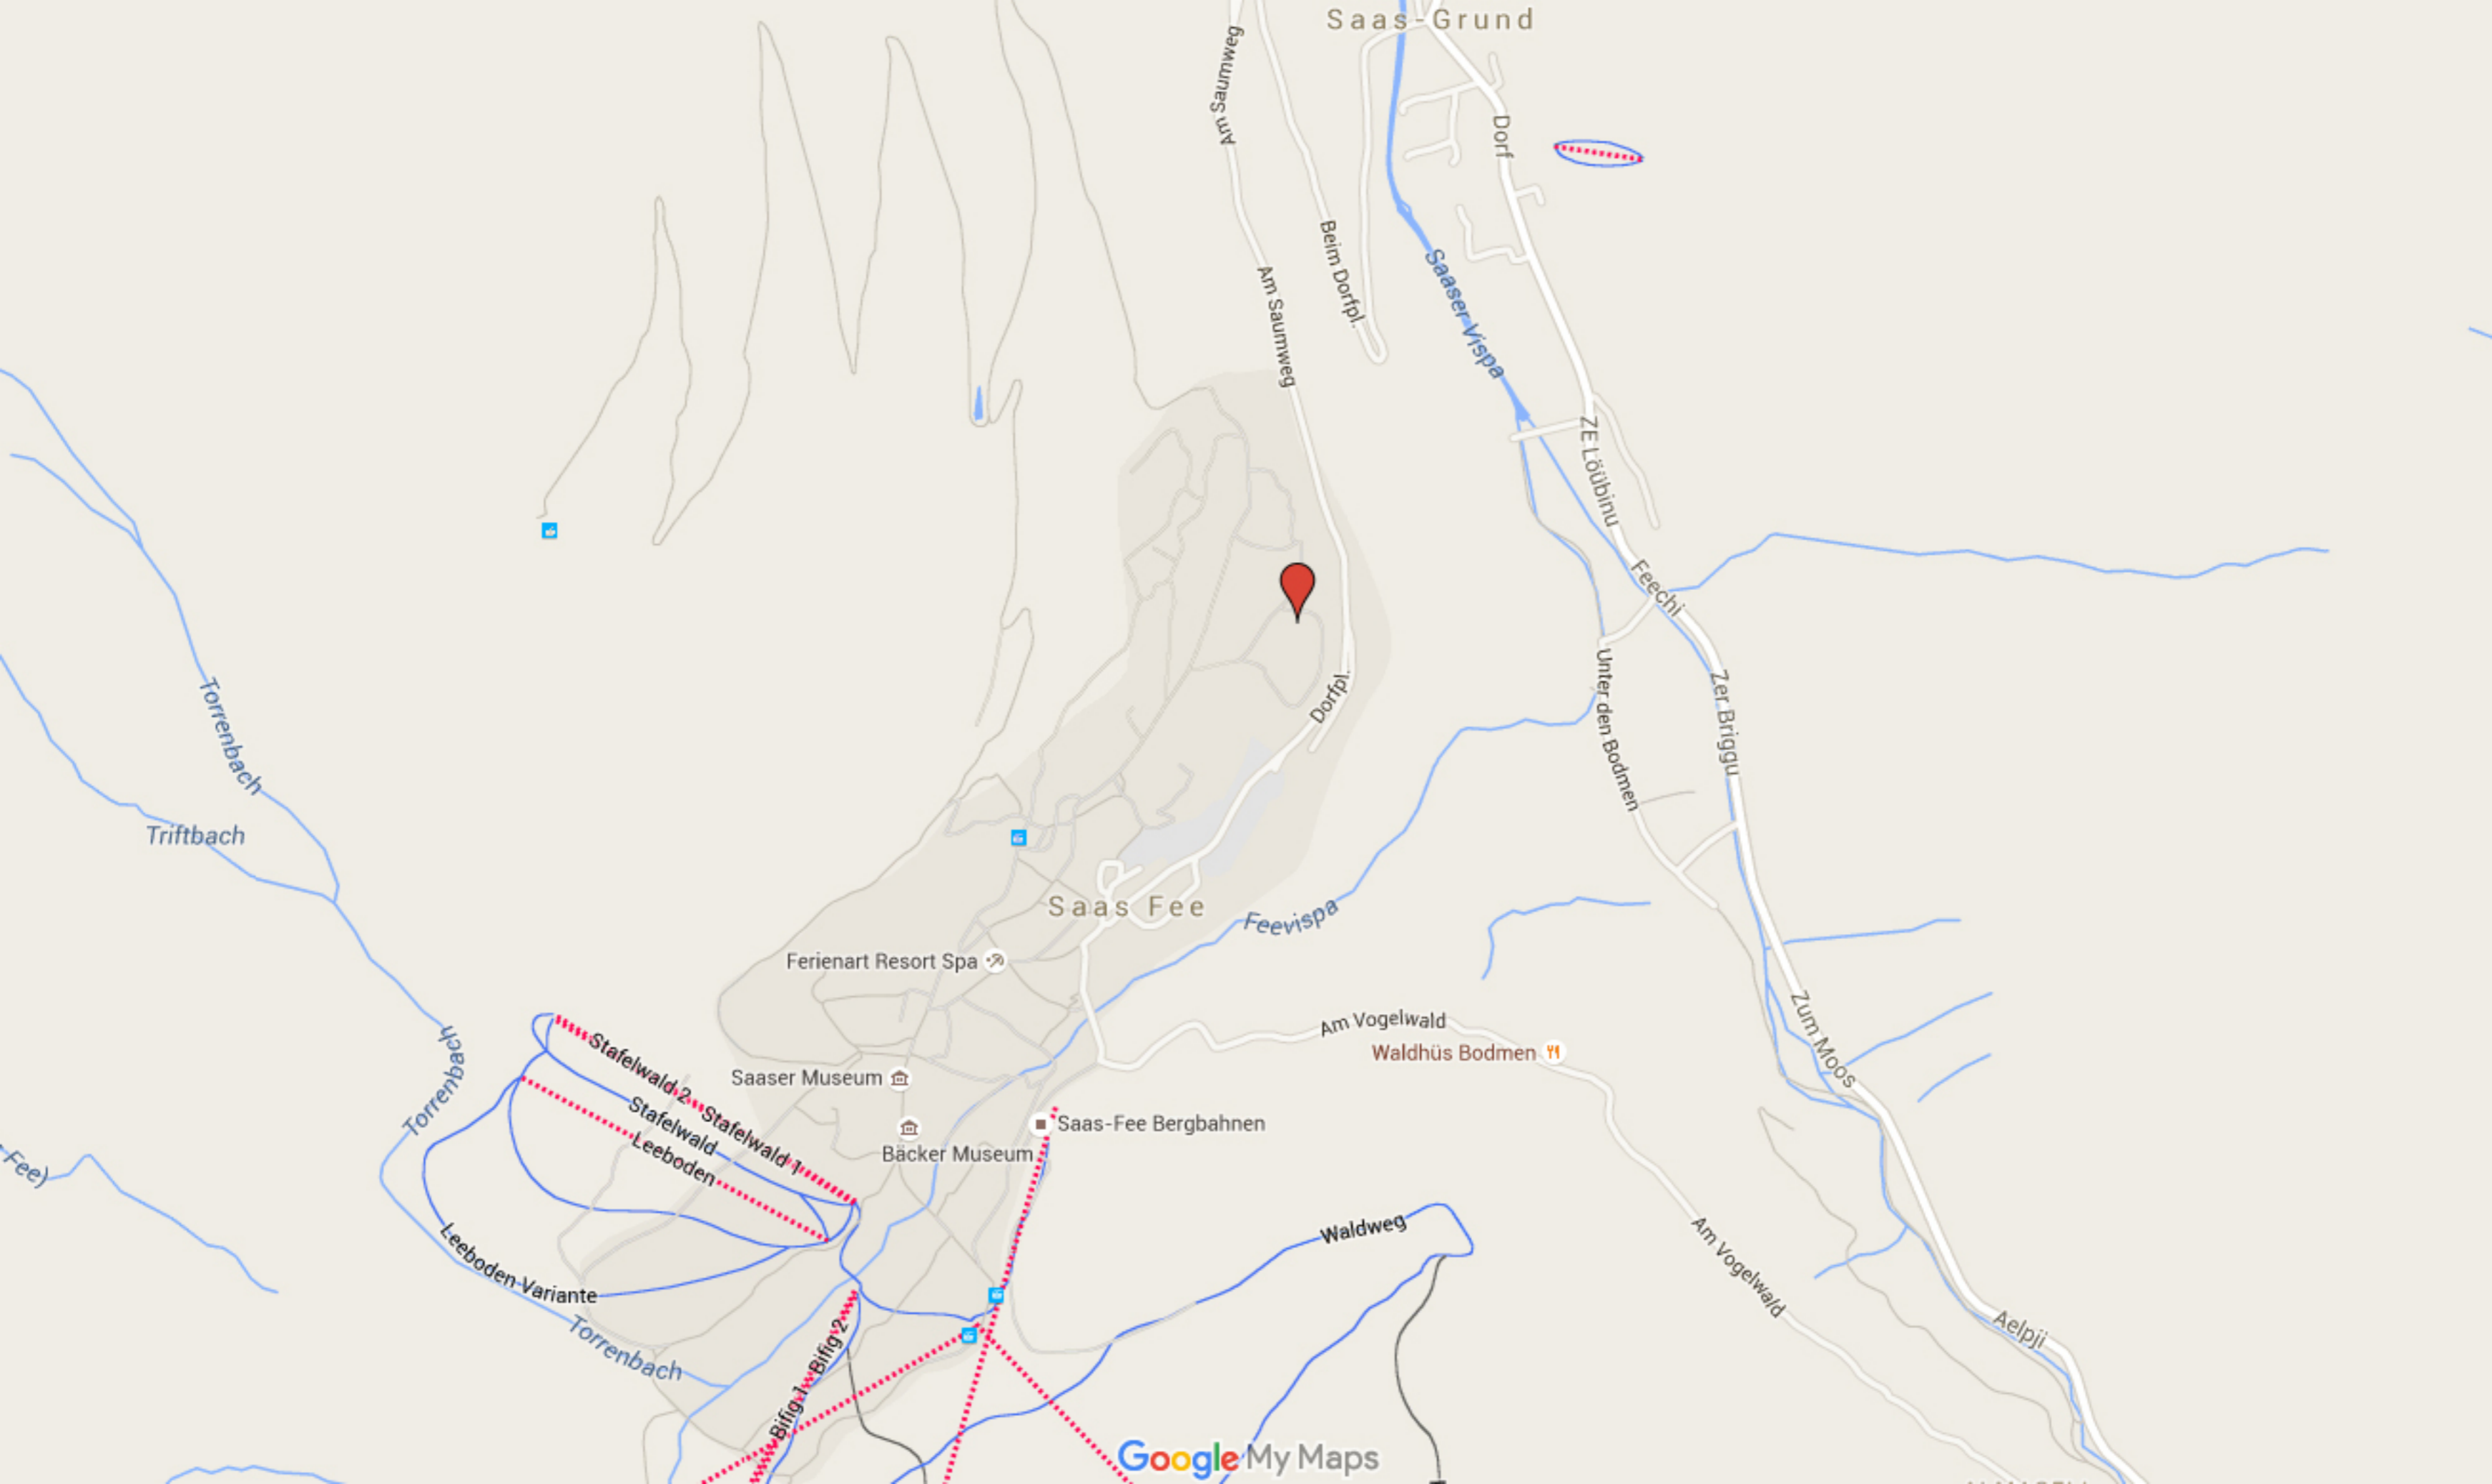 Saas-Grund
Am Saumweg
Dorf
Beim Dorfpl.
Saaser Vispa
Am Saumweg
ZE Löübinu
Feechi
Unter den Bodmen
Zer Briggu
Dorfpl.
Torrenbach
Triftbach
Saas Fee
Feevispa
Ferienart Resort Spa
Zum Moos
Am Vogelwald
Waldhüs Bodmen
Torrenbach
Stafelwald 2 - Stafelwald 1
Stafelwald
Leeboden
Saaser Museum
Bäcker Museum
Saas-Fee Bergbahnen
Fee)
Waldweg
Am Vogelwald
Leeboden Variante
Torrenbach
Aelpji
Bifig 1 - Bifig 2
Google My Maps